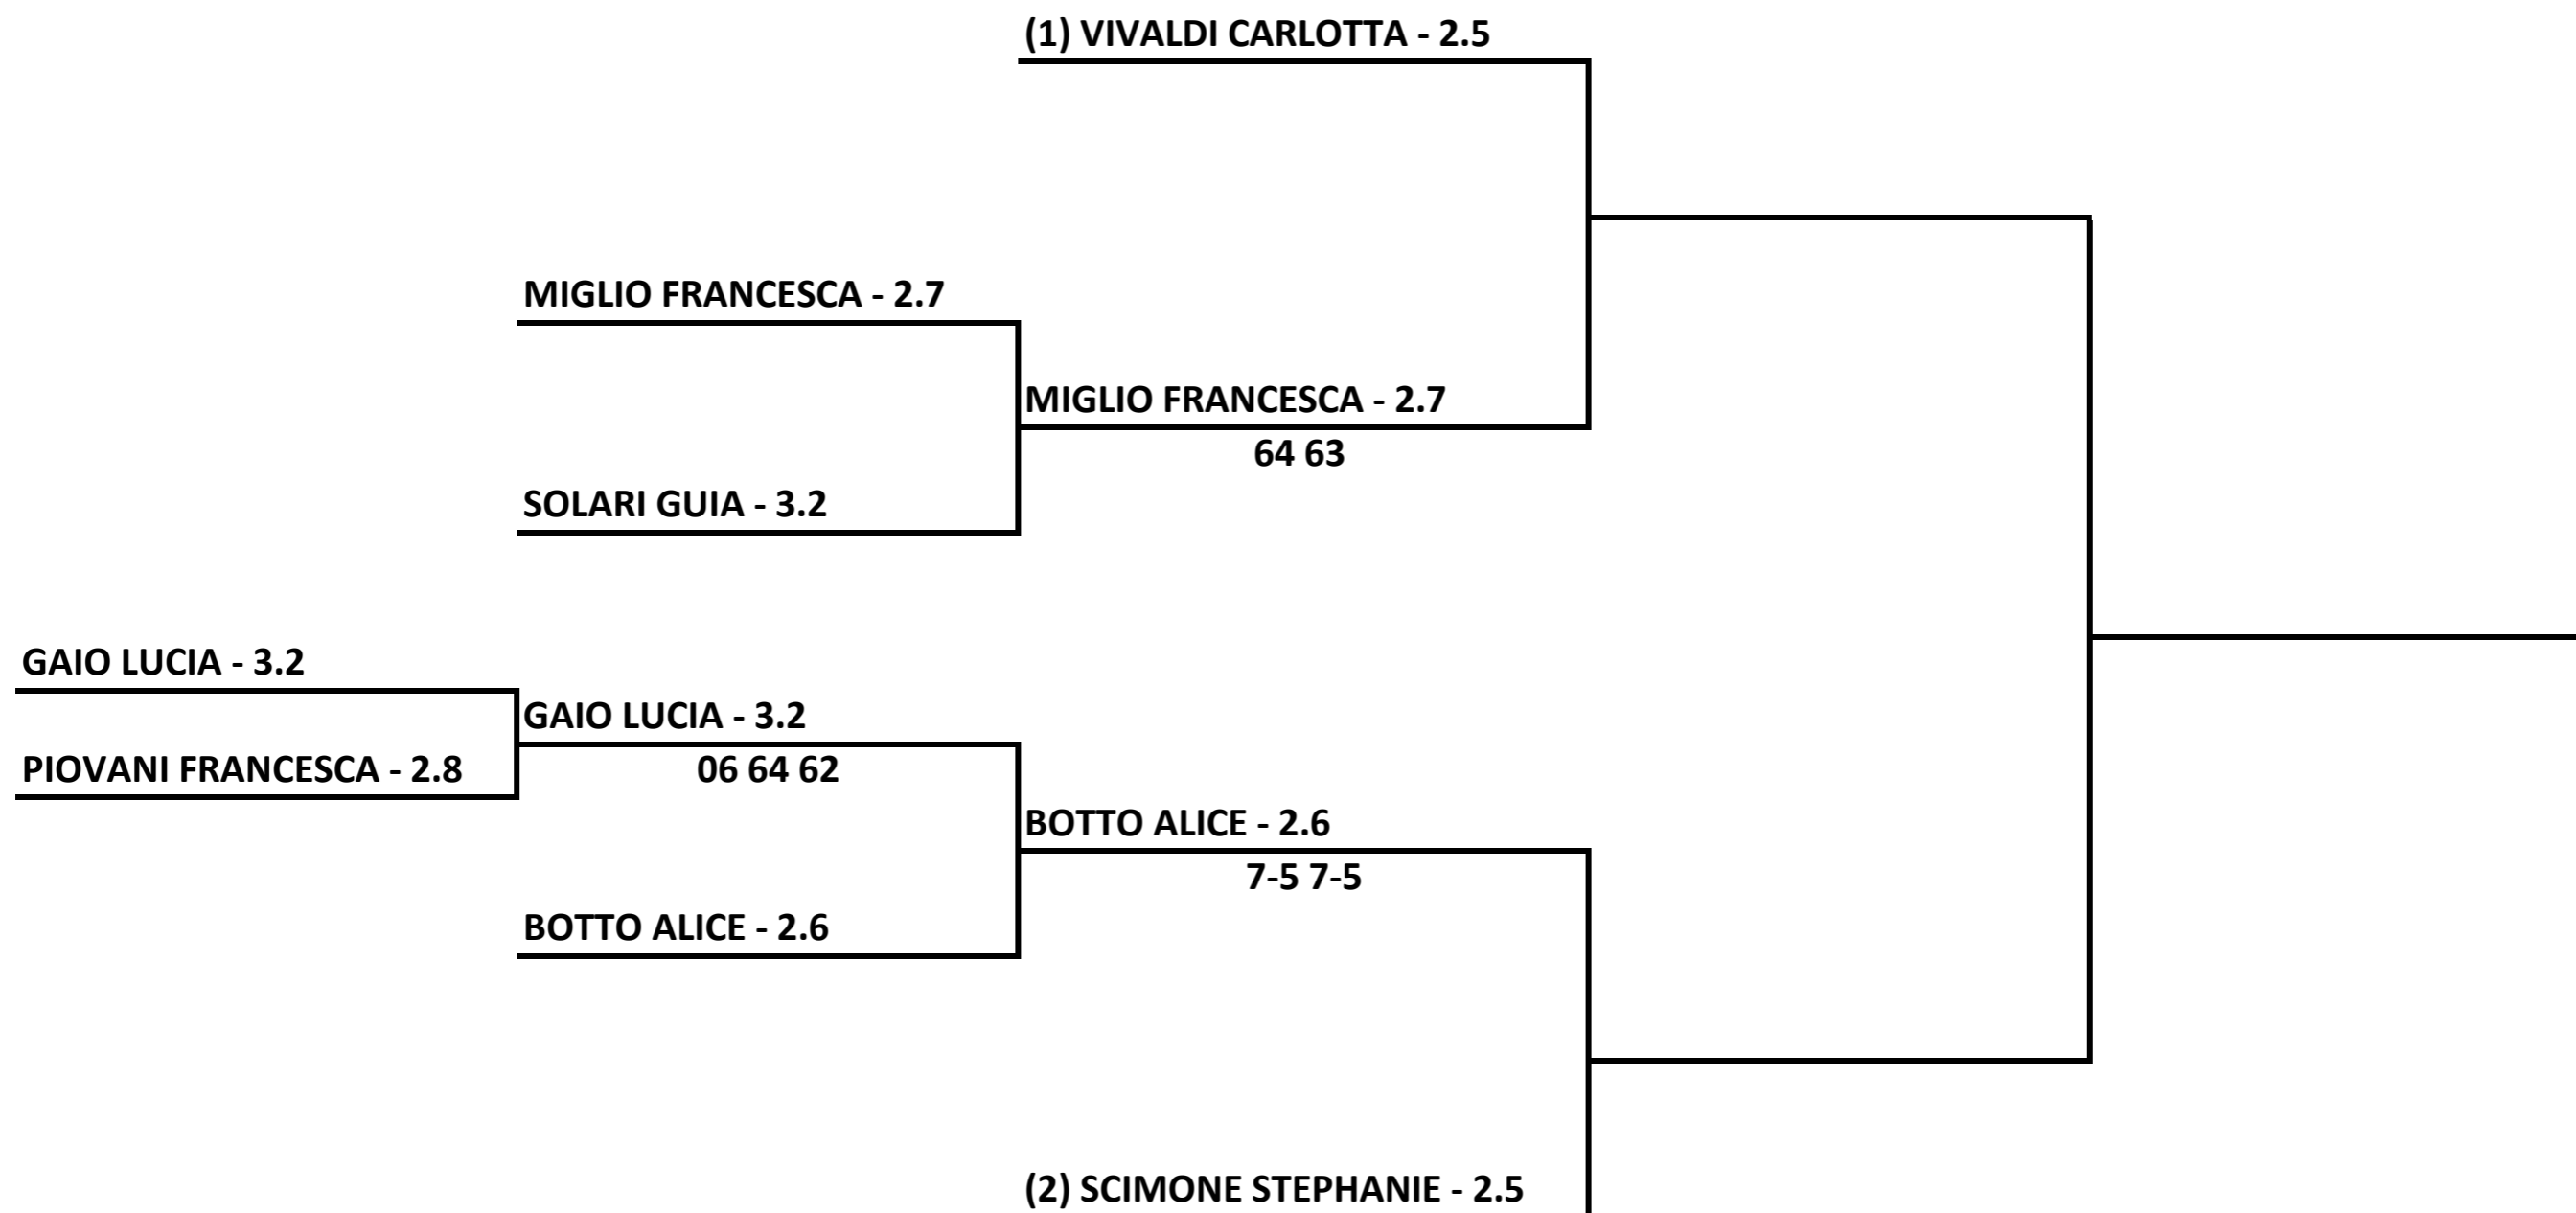 (1) VIVALDI CARLOTTA - 2.5
MIGLIO FRANCESCA - 2.7
MIGLIO FRANCESCA - 2.7
64 63
SOLARI GUIA - 3.2
GAIO LUCIA - 3.2
GAIO LUCIA - 3.2
PIOVANI FRANCESCA - 2.8
06 64 62
BOTTO ALICE - 2.6
7-5 7-5
BOTTO ALICE - 2.6
(2) SCIMONE STEPHANIE - 2.5